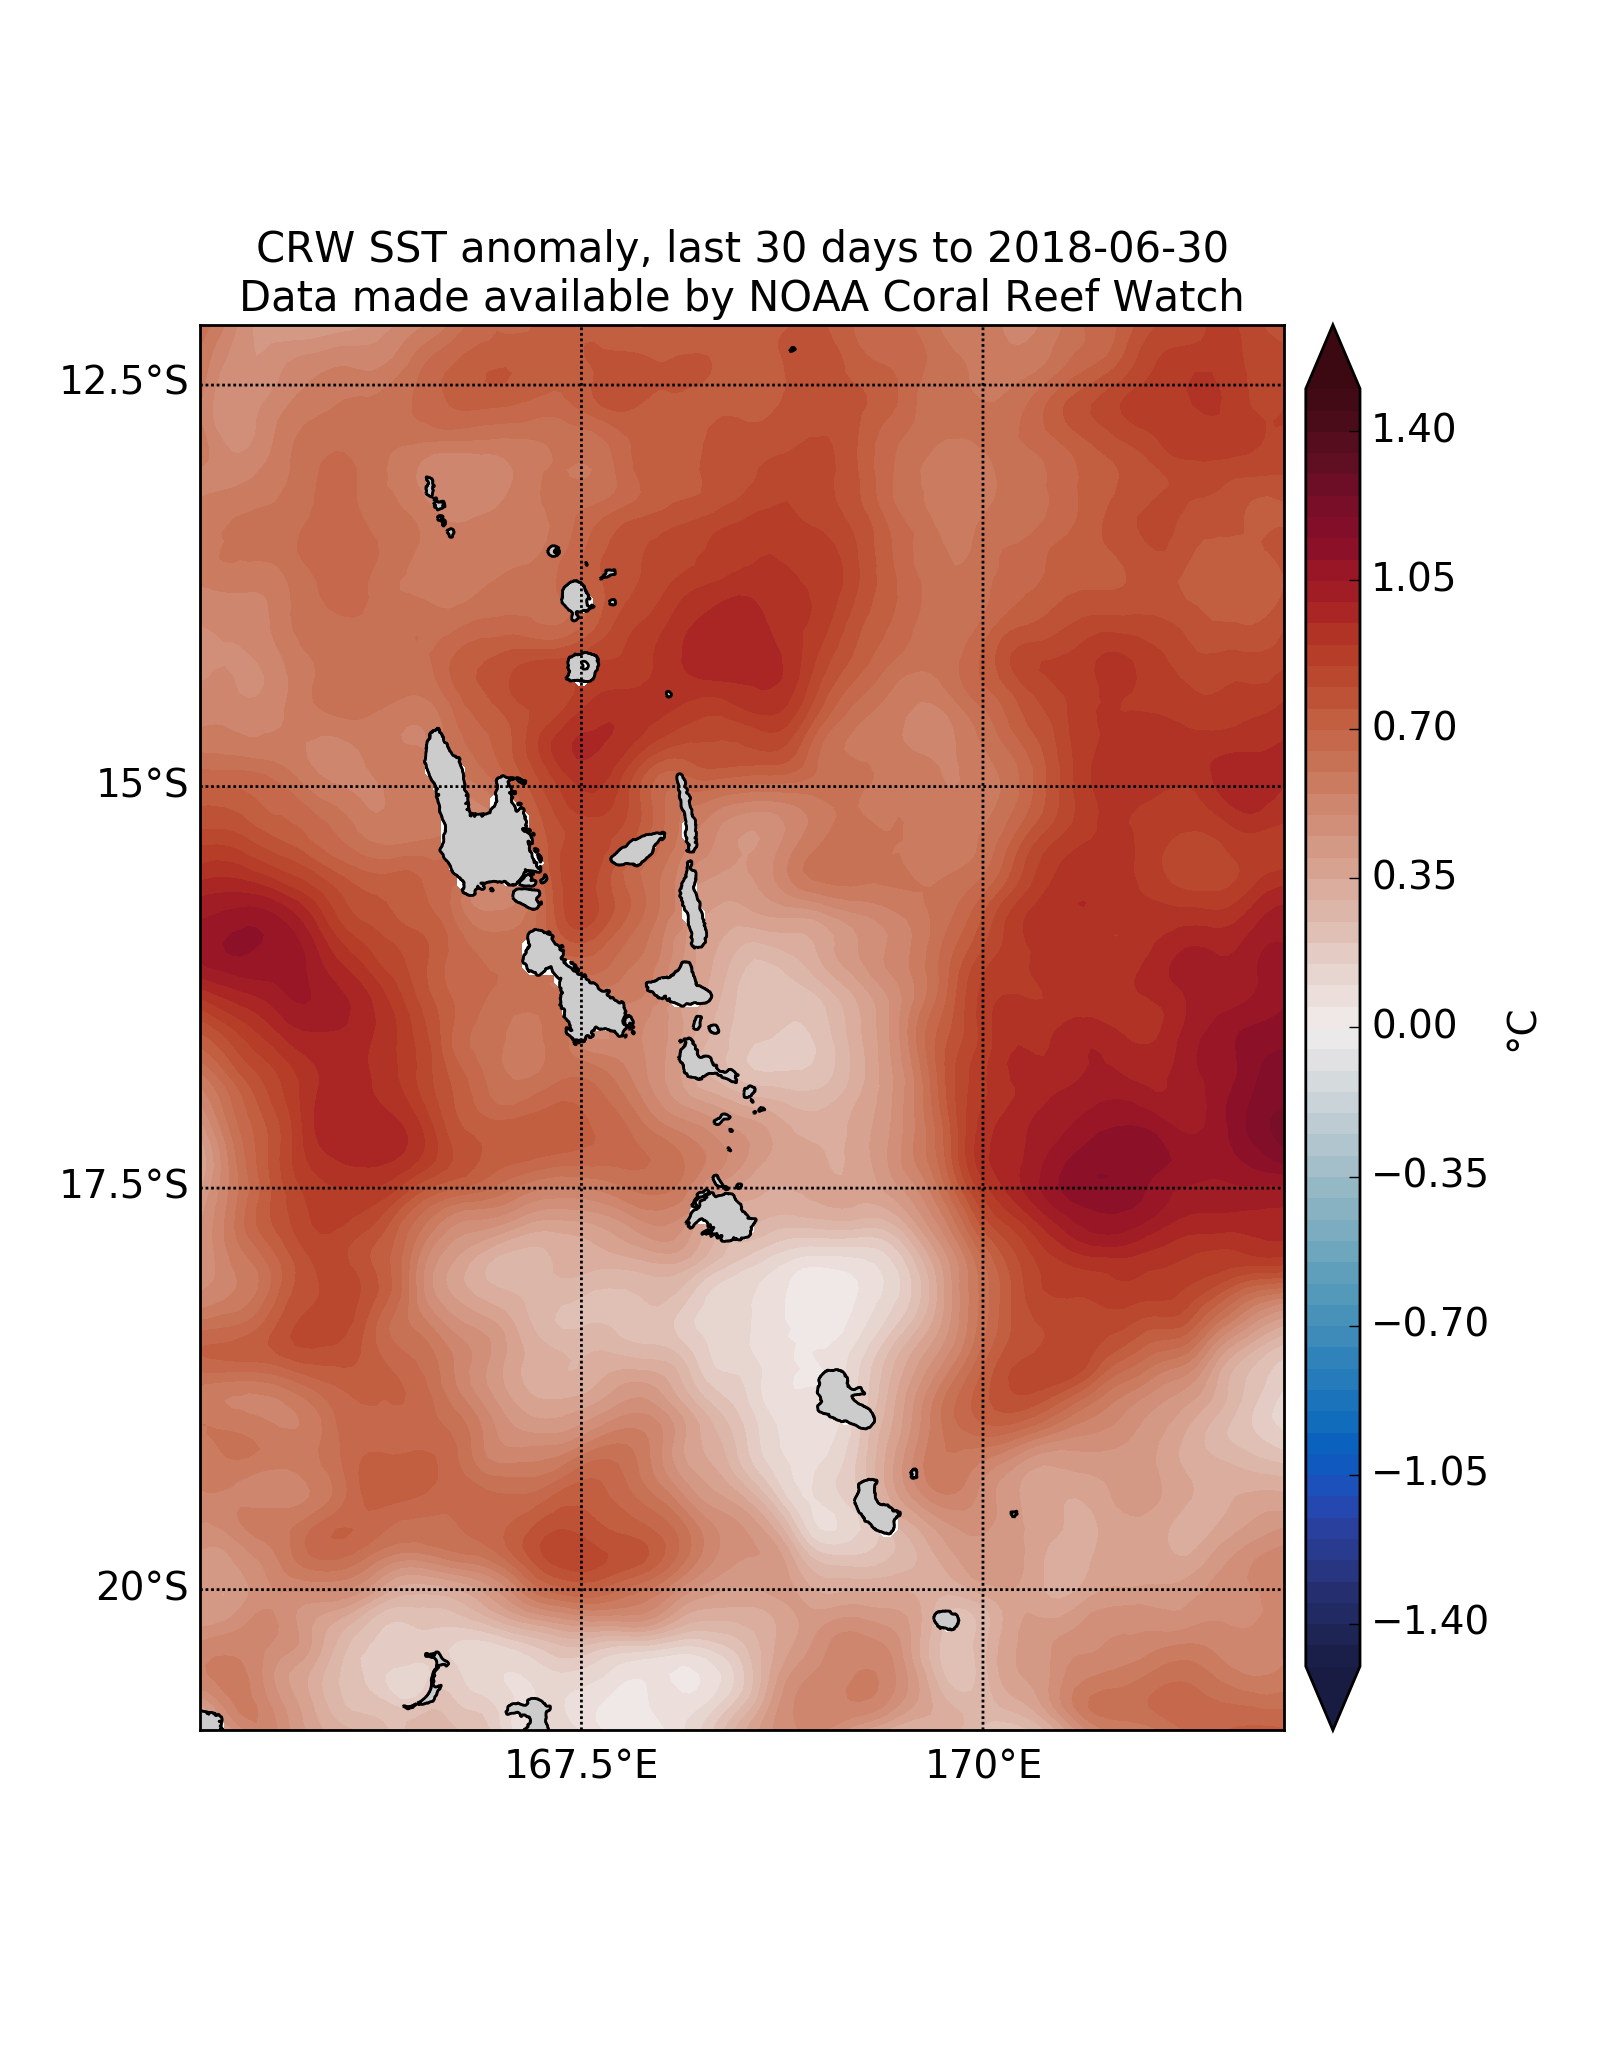 CRW SST anomaly, last 30 days to 2018-06-30
Data made available by NOAA Coral Reef Watch
12.5°S
15°S
17.5°S
20°S
167.5°E
170°E
1.40
1.05
0.70
0.35
0.00
−0.35
−0.70
−1.05
−1.40
°C